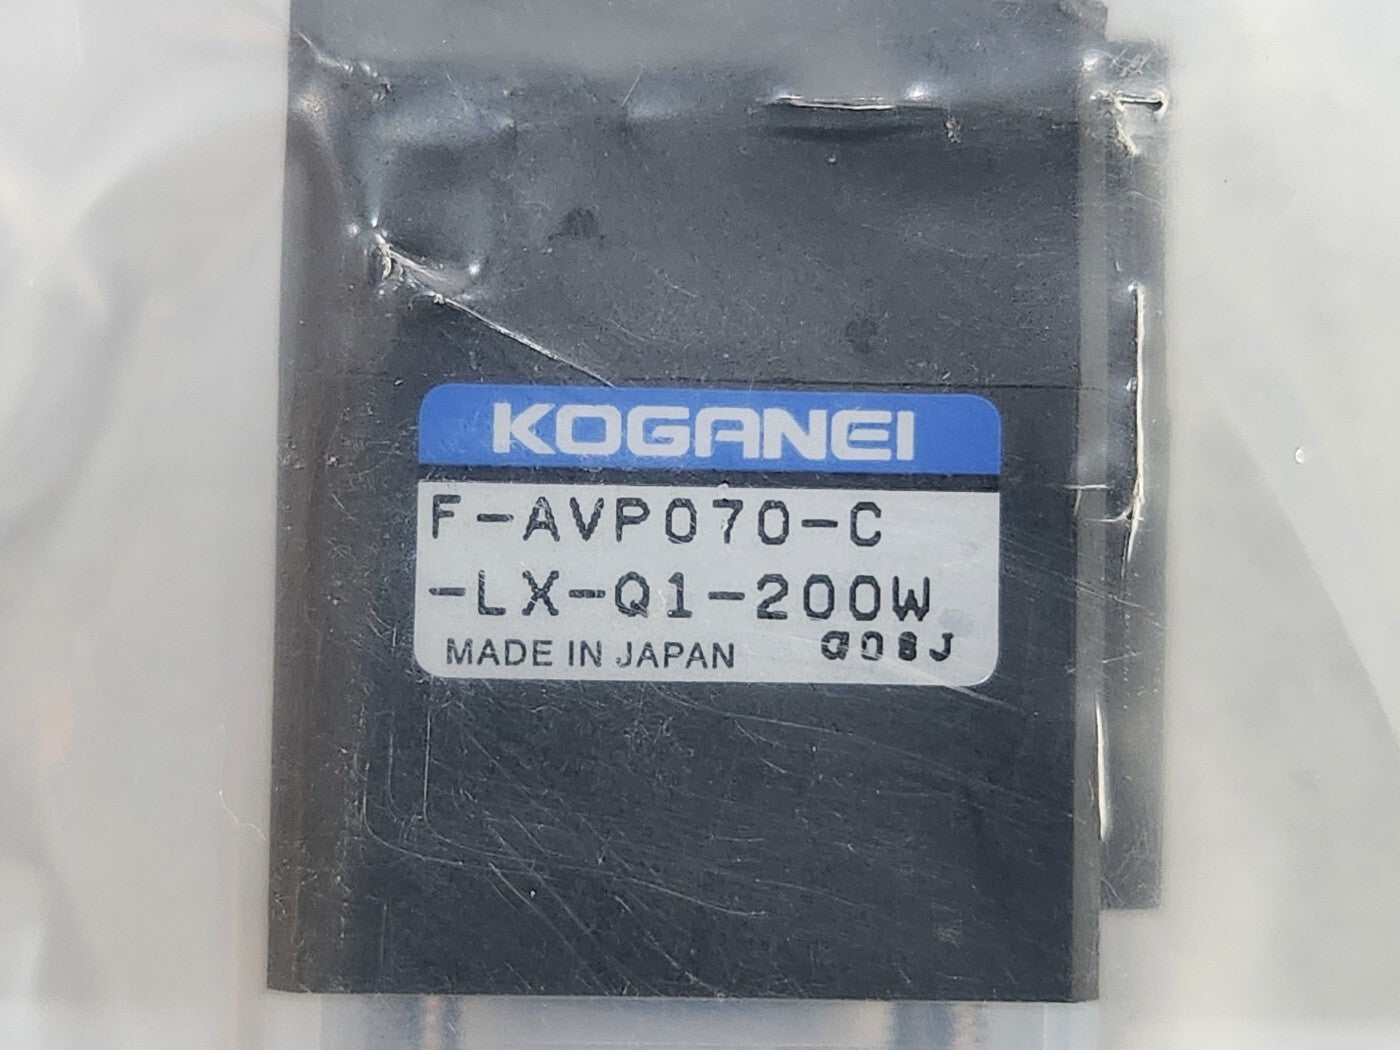 KOGANEI
F-AVP070-C
-LX-Q1-200W
MADE IN JAPAN